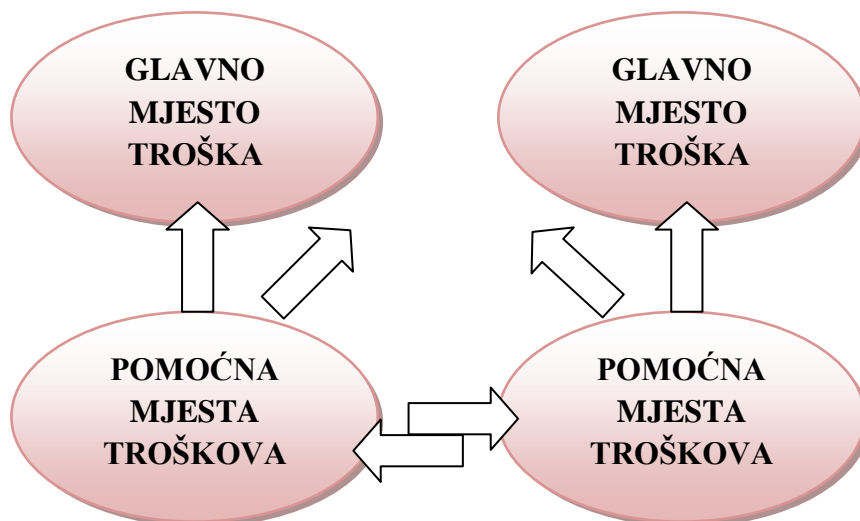 GLAVNO
MJESTO
TROŠKA
GLAVNO
MJESTO
TROŠKA
POMOĆNA
MJESTA
TROŠKOVA
POMOĆNA
MJESTA
TROŠKOVA